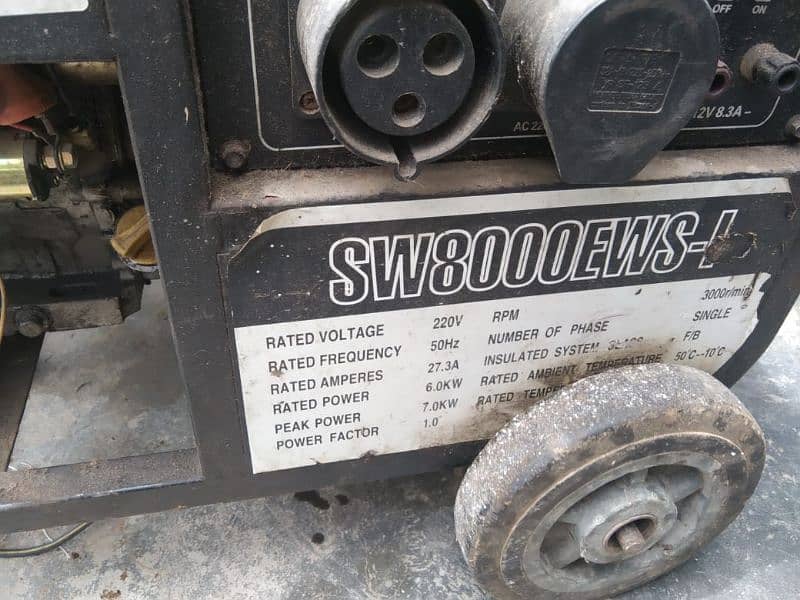 OFF ON
12V 8.3A
AC 22
SW8000EWS-
RATED VOLTAGE 220V RPM 3000r/min
RATED FREQUENCY 50Hz NUMBER OF PHASE SINGLE
RATED AMPERES 27.3A INSULATED SYSTEM F/B
RATED POWER 6.0KW RATED AMBIENT TEMPERATURE 50°C--10°C
PEAK POWER 7.0KW RATED
POWER FACTOR 1.0